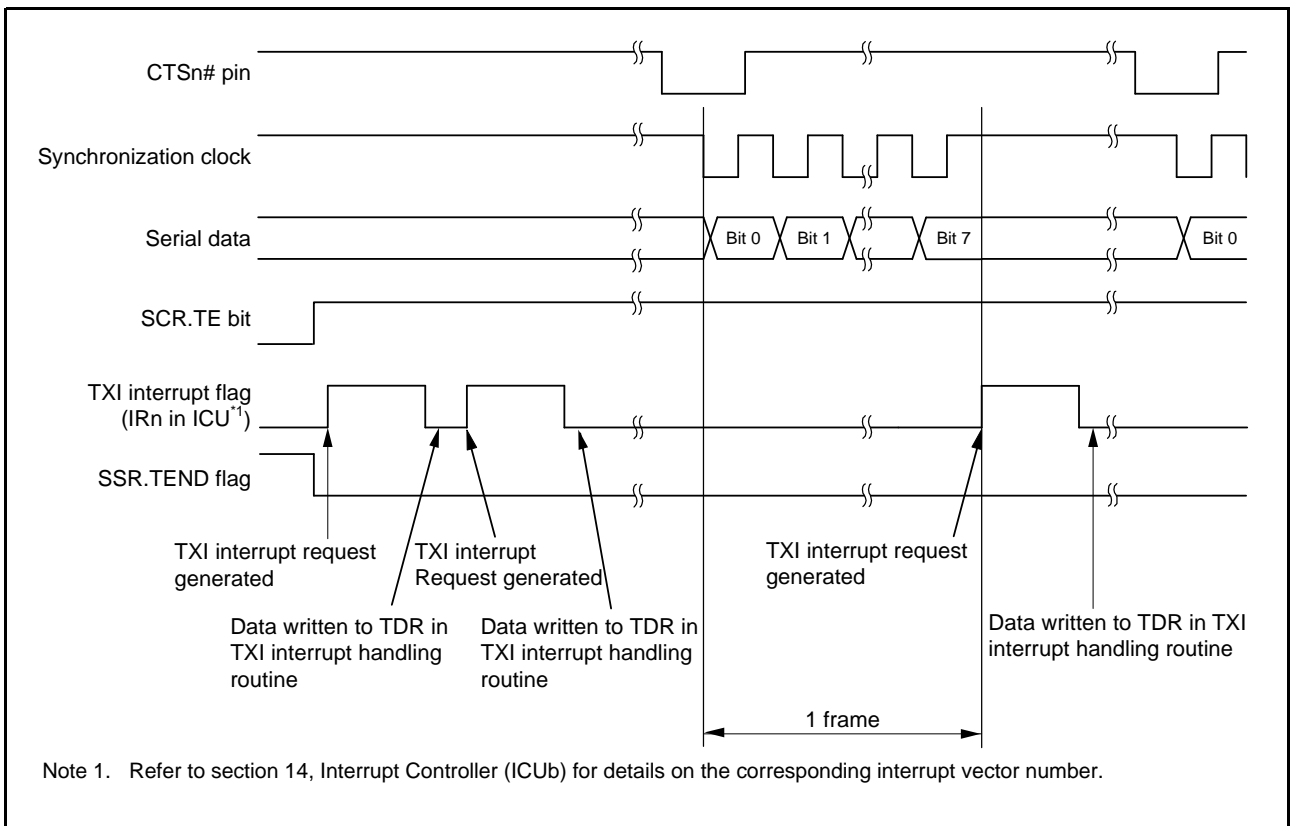 CTSn# pin
Synchronization clock
Serial data
Bit 0
Bit 1
Bit 7
Bit 0
SCR.TE bit
TXI interrupt flag
(IRn in ICU*1)
SSR.TEND flag
TXI interrupt request
generated
TXI interrupt
Request generated
TXI interrupt request
generated
Data written to TDR in
TXI interrupt handling
routine
Data written to TDR in
TXI interrupt handling
routine
Data written to TDR in TXI
interrupt handling routine
1 frame
Note 1. Refer to section 14, Interrupt Controller (ICUb) for details on the corresponding interrupt vector number.